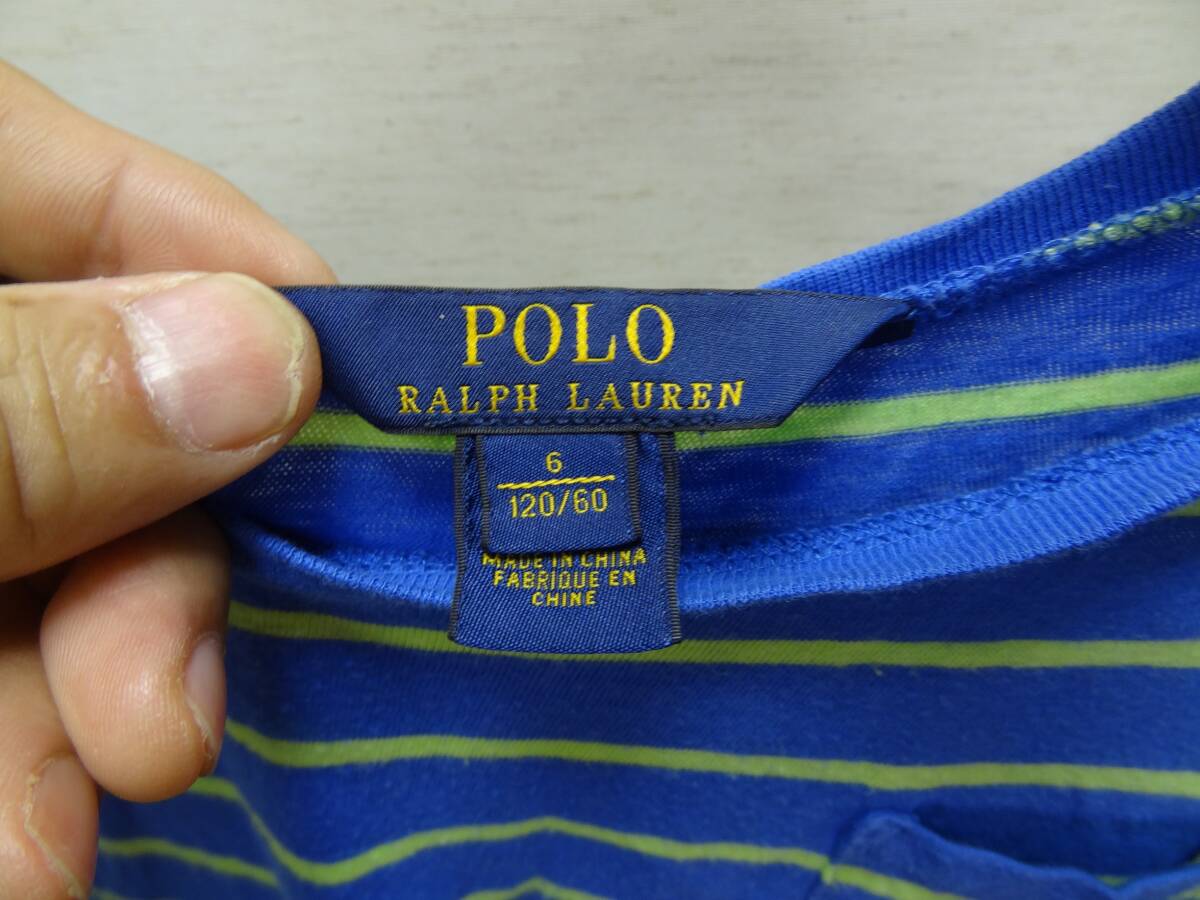 POLO
RALPH LAUREN
6
120/60
MADE IN CHINA
FABRIQUE EN
CHINE